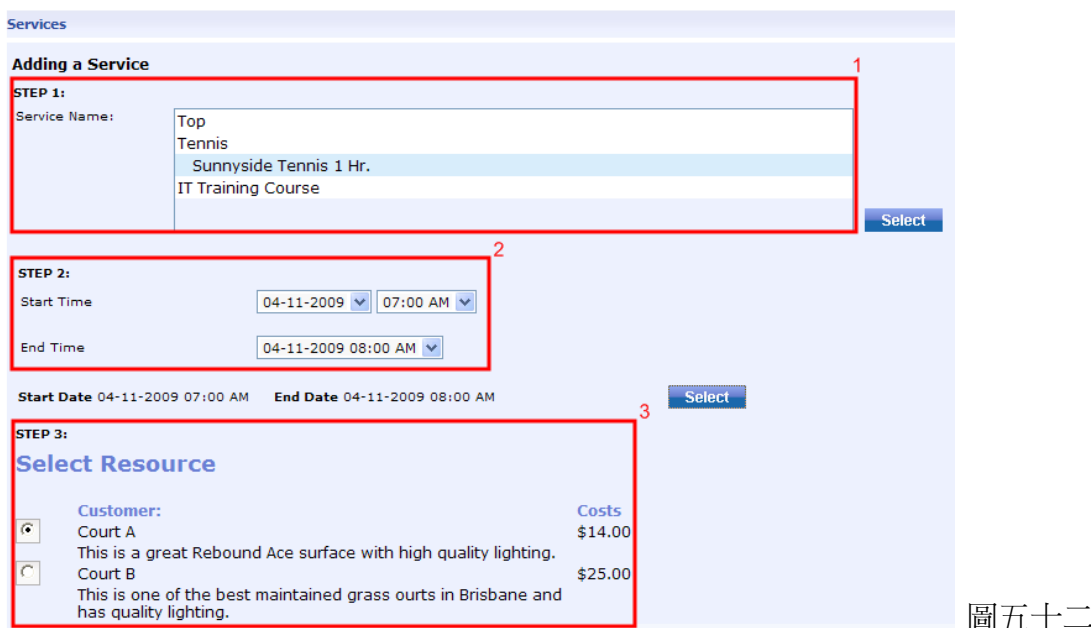 Services
Adding a Service
1
STEP 1:
Service Name:
Top
Tennis
Sunnyside Tennis 1 Hr.
IT Training Course
Select
2
STEP 2:
Start Time 04-11-2009 07:00 AM
End Time 04-11-2009 08:00 AM
Start Date 04-11-2009 07:00 AM End Date 04-11-2009 08:00 AM Select
3
STEP 3:
Select Resource
Customer: Costs
Court A $14.00
This is a great Rebound Ace surface with high quality lighting.
Court B $25.00
This is one of the best maintained grass ourts in Brisbane and
has quality lighting.
圖五十二